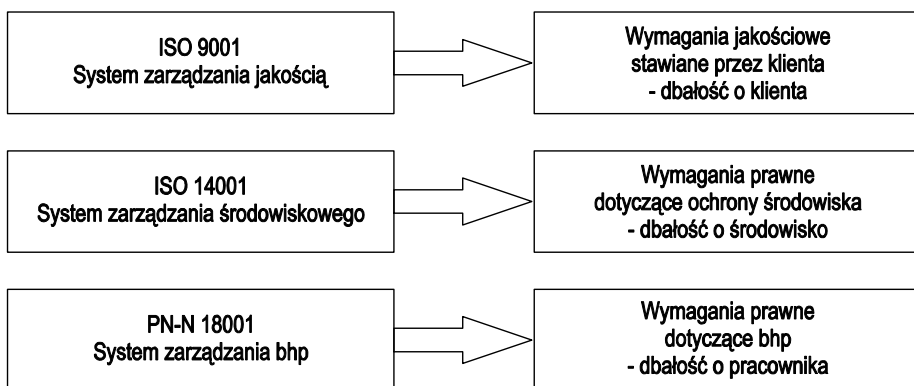 ISO 9001
System zarządzania jakością
Wymagania jakościowe
stawiane przez klienta
- dbałość o klienta
ISO 14001
System zarządzania środowiskowego
Wymagania prawne
dotyczące ochrony środowiska
- dbałość o środowisko
PN-N 18001
System zarządzania bhp
Wymagania prawne
dotyczące bhp
- dbałość o pracownika